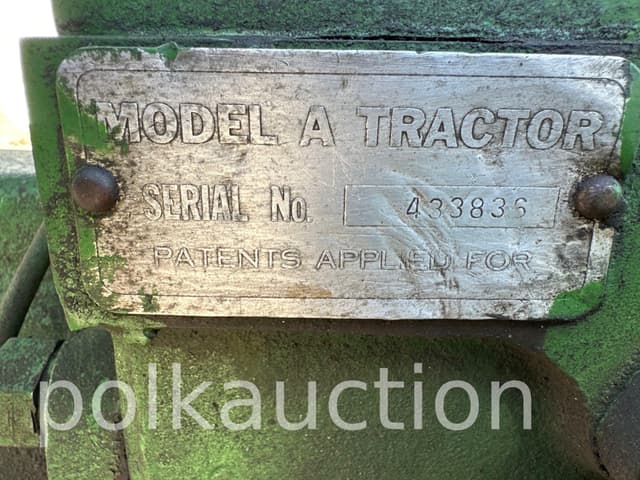 MODEL A TRACTOR
SERIAL No. 433836
PATENTS APPLIED FOR
polkauction